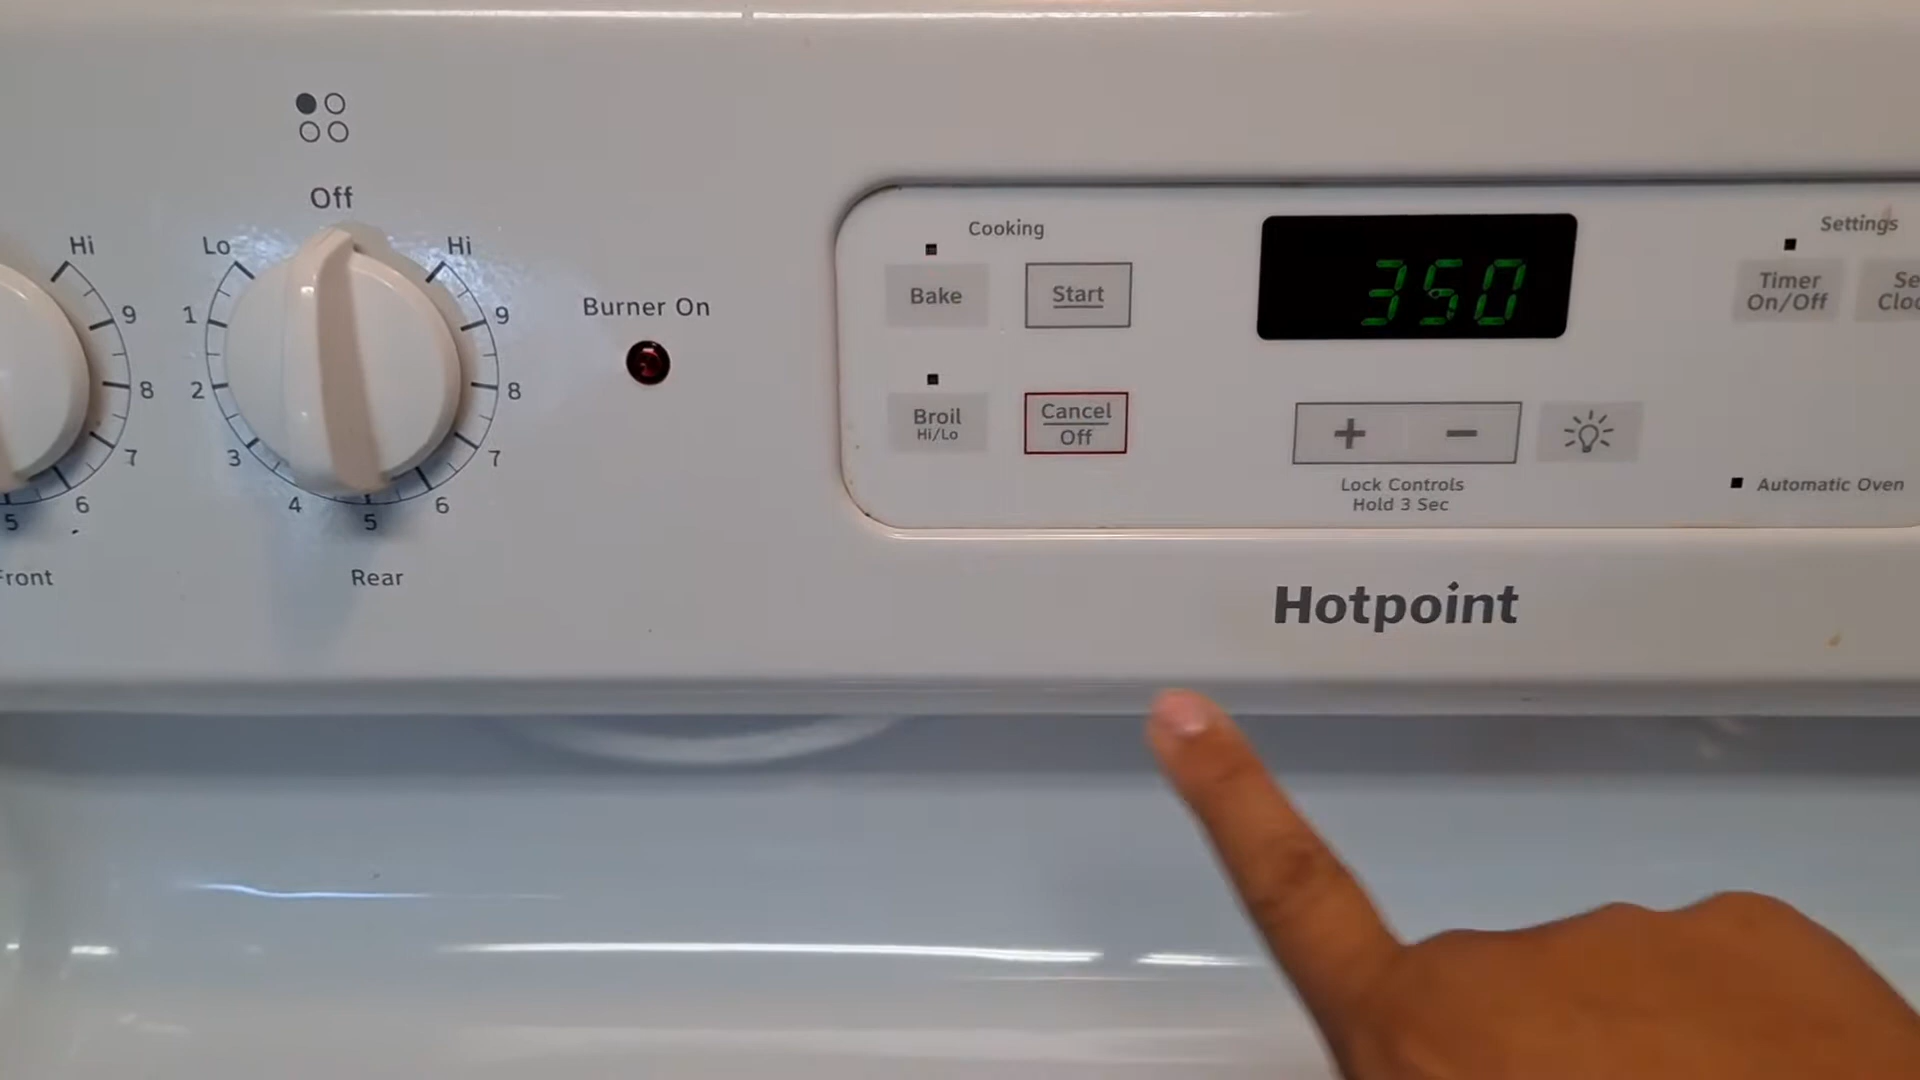 Off
Hi
9
8
7
6
5
Front
Lo
Hi
1
9
2
8
3
7
4
6
5
Rear
Burner On
Cooking
Bake
Start
Broil
Hi/Lo
Cancel
Off
350
+ −
Lock Controls
Hold 3 Sec
Settings
Timer
On/Off
Automatic Oven
Hotpoint